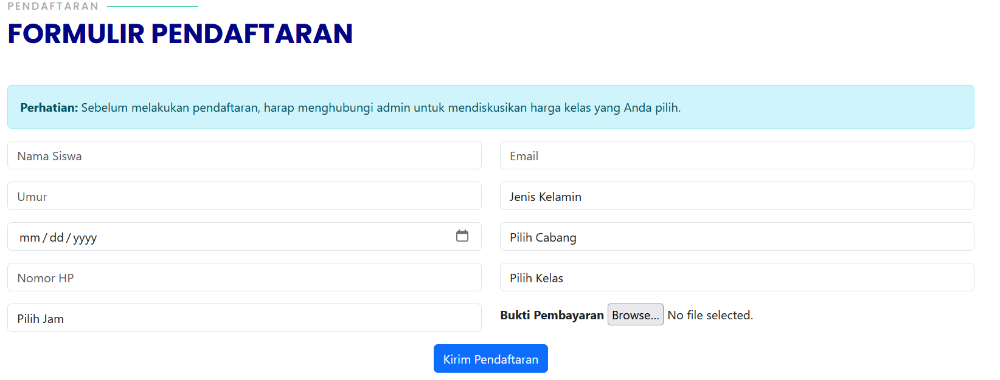 PENDAFTARAN
FORMULIR PENDAFTARAN
Perhatian: Sebelum melakukan pendaftaran, harap menghubungi admin untuk mendiskusikan harga kelas yang Anda pilih.
Nama Siswa
Email
Umur
Jenis Kelamin
mm/dd/yyyy
Pilih Cabang
Nomor HP
Pilih Kelas
Pilih Jam
Bukti Pembayaran Browse... No file selected.
Kirim Pendaftaran